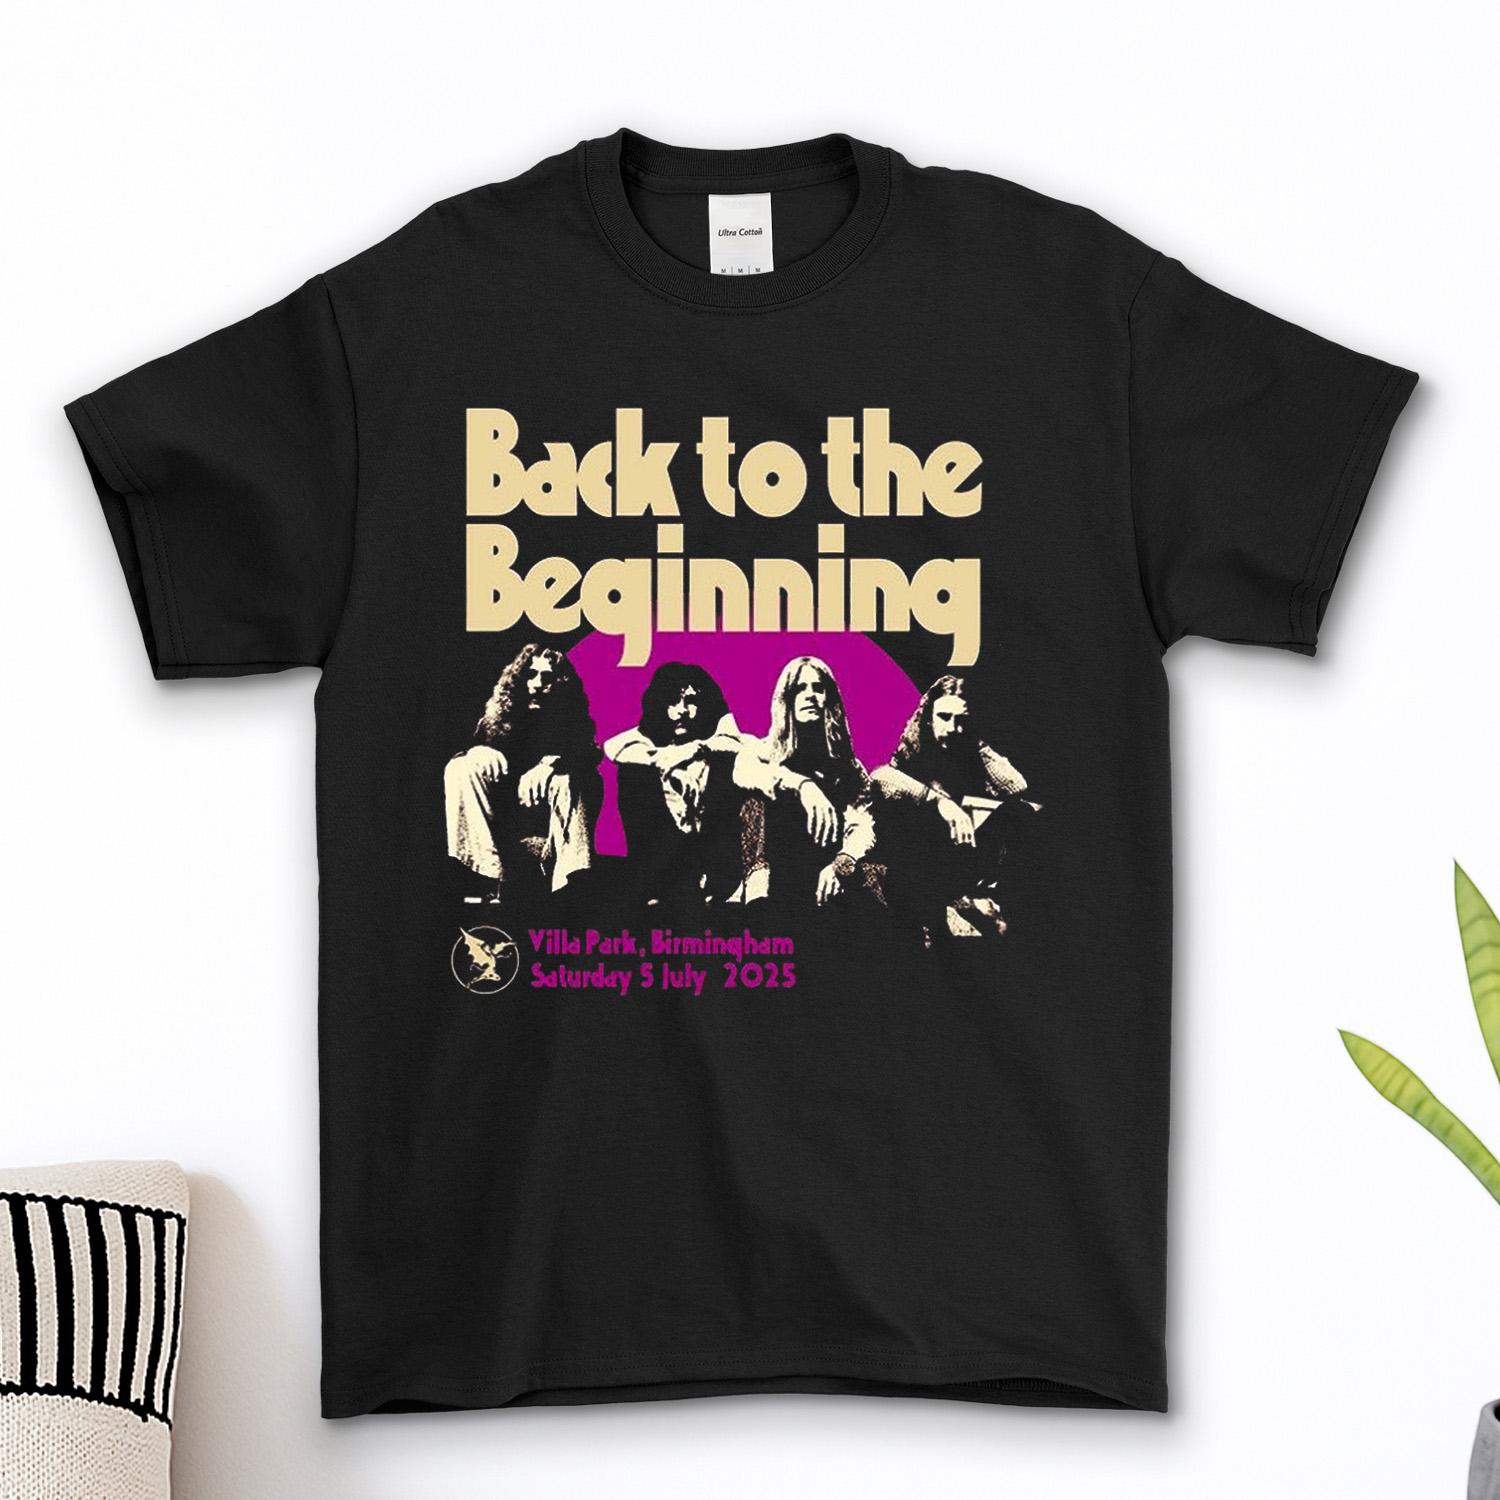 Ultra Cotton
M | M | M
Back to the
Beginning
Villa Park, Birmingham
Saturday 5 July 2025